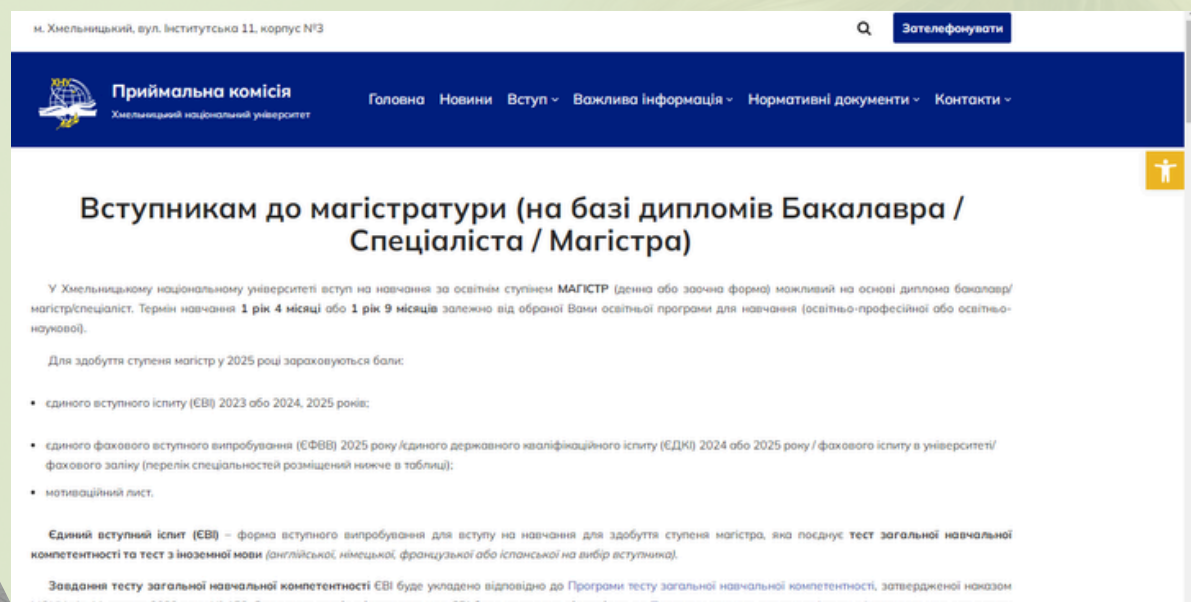 м. Хмельницький, вул. Інститутська 11, корпус №3
Зателефонувати
ХНУ
Приймальна комісія
Хмельницький національний університет
Головна Новини Вступ Важлива інформація Нормативні документи Контакти
Вступникам до магістратури (на базі дипломів Бакалавра /
Спеціаліста / Магістра)
У Хмельницькому національному університеті вступ на навчання за освітнім ступінем МАГІСТР (денна або заочна форма) можливий на основі диплома бакалавр/
магістр/спеціаліст. Термін навчання 1 рік 4 місяці або 1 рік 9 місяців залежно від обраної Вами освітньої програми для навчання (освітньо-професійної або освітньо-
наукової).
Для здобуття ступеня магістр у 2025 році зараховуються бали:
• єдиного вступного іспиту (ЄВІ) 2023 або 2024, 2025 років;
• єдиного фахового вступного випробування (ЄФВВ) 2025 року /єдиного державного кваліфікаційного іспиту (ЄДКІ) 2024 або 2025 року / фахового іспиту в університеті/
фахового заліку (перелік спеціальностей розміщений нижче в таблиці);
• мотиваційний лист.
Єдиний вступний іспит (ЄВІ) – форма вступного випробування для вступу на навчання для здобуття ступеня магістра, яка поєднує тест загальної навчальної
компетентності та тест з іноземної мови (англійської, німецької, французької або іспанської на вибір вступника).
Завдання тесту загальної навчальної компетентності ЄВІ буде укладено відповідно до Програми тесту загальної навчальної компетентності, затвердженої наказом